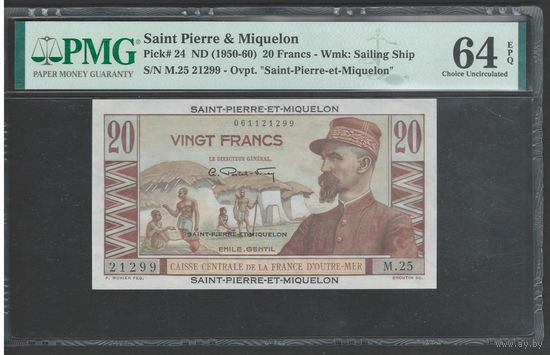 PMG
PAPER MONEY GUARANTY
Saint Pierre & Miquelon
Pick# 24 ND (1950-60) 20 Francs - Wmk: Sailing Ship
S/N M.25 21299 - Ovpt. "Saint-Pierre-et-Miquelon"
64 EPQ
Choice Uncirculated
SAINT-PIERRE-ET-MIQUELON
061121299
20
VINGT FRANCS
20
LE DIRECTEUR GÉNÉRAL,
SAINT-PIERRE-ET-MIQUELON
EMILE GENTIL
21299
CAISSE CENTRALE DE LA FRANCE D'OUTRE-MER
M.25
SAINT-PIERRE-ET-MIQUELON
www.ay.by